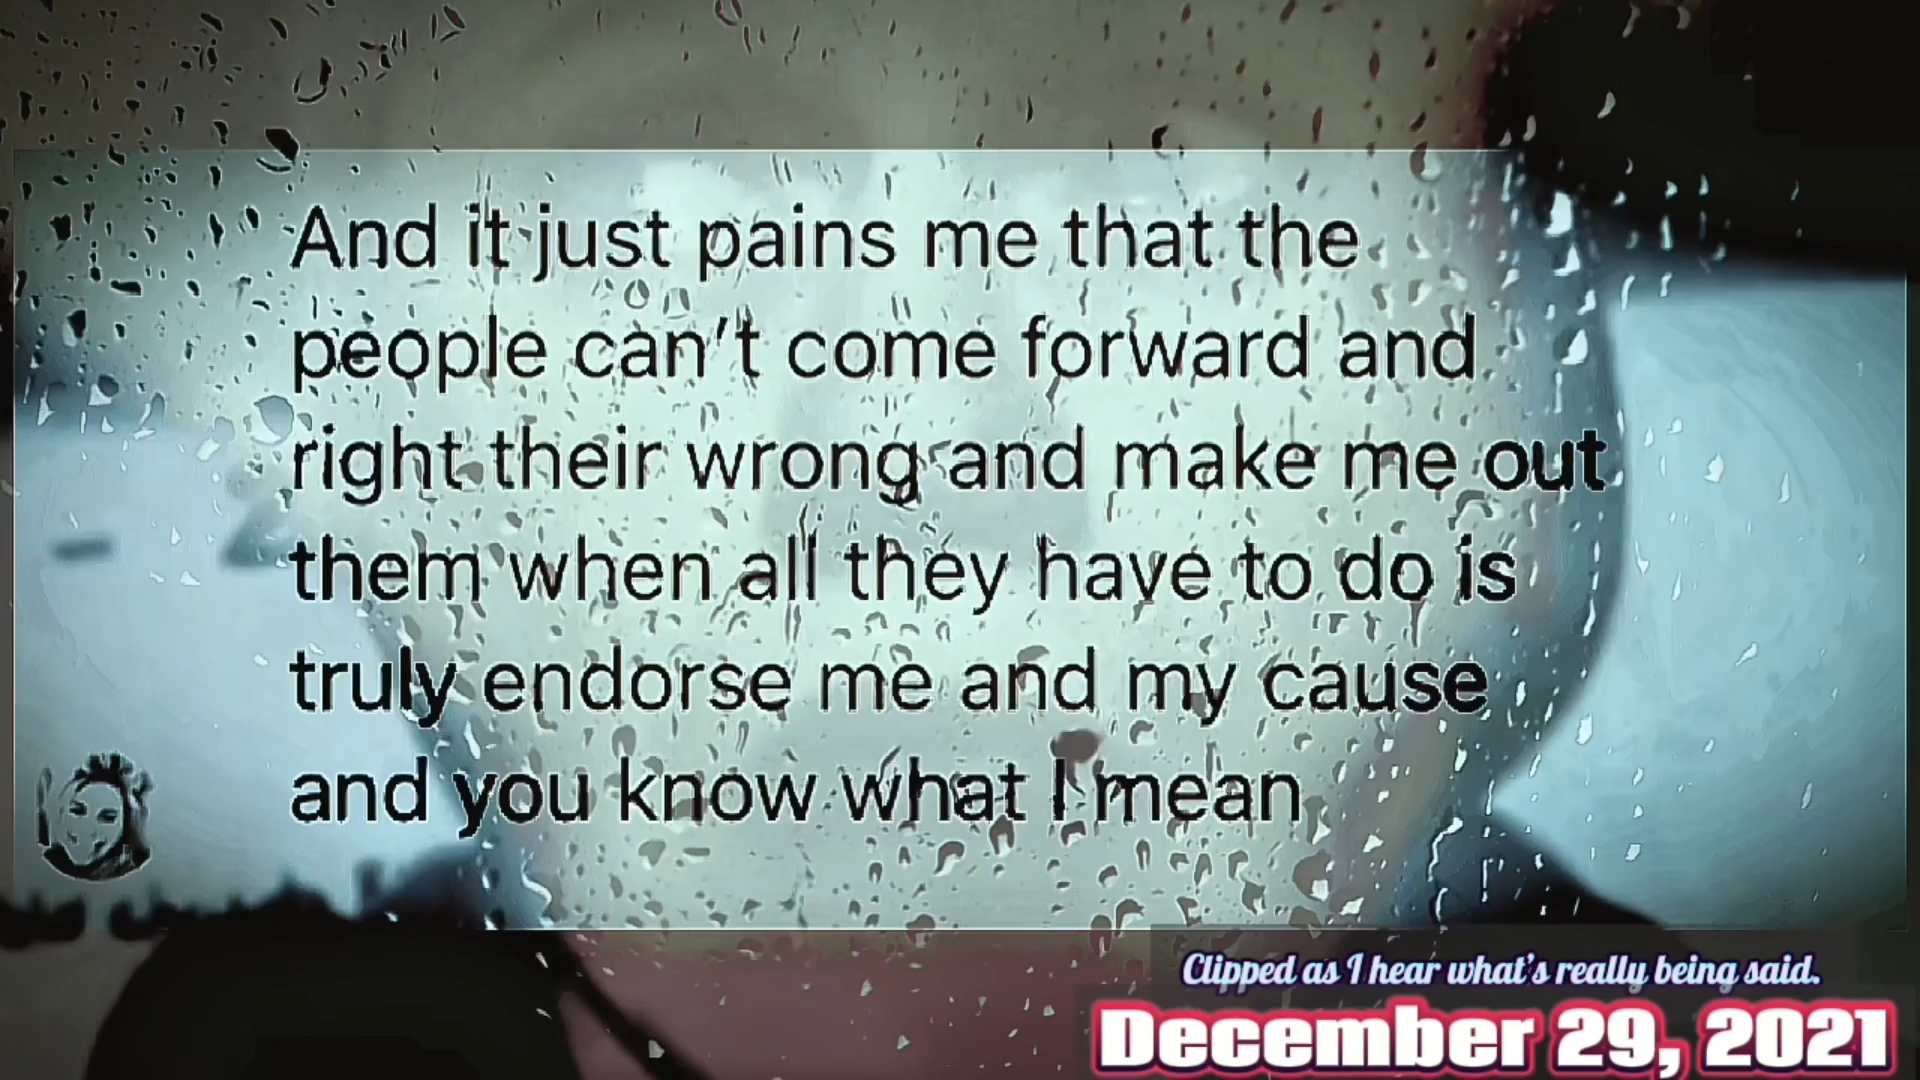 And it just pains me that the
people can't come forward and
right their wrong and make me out
them when all they have to do is
truly endorse me and my cause
and you know what I mean
Clipped as I hear what's really being said.
December 29, 2021